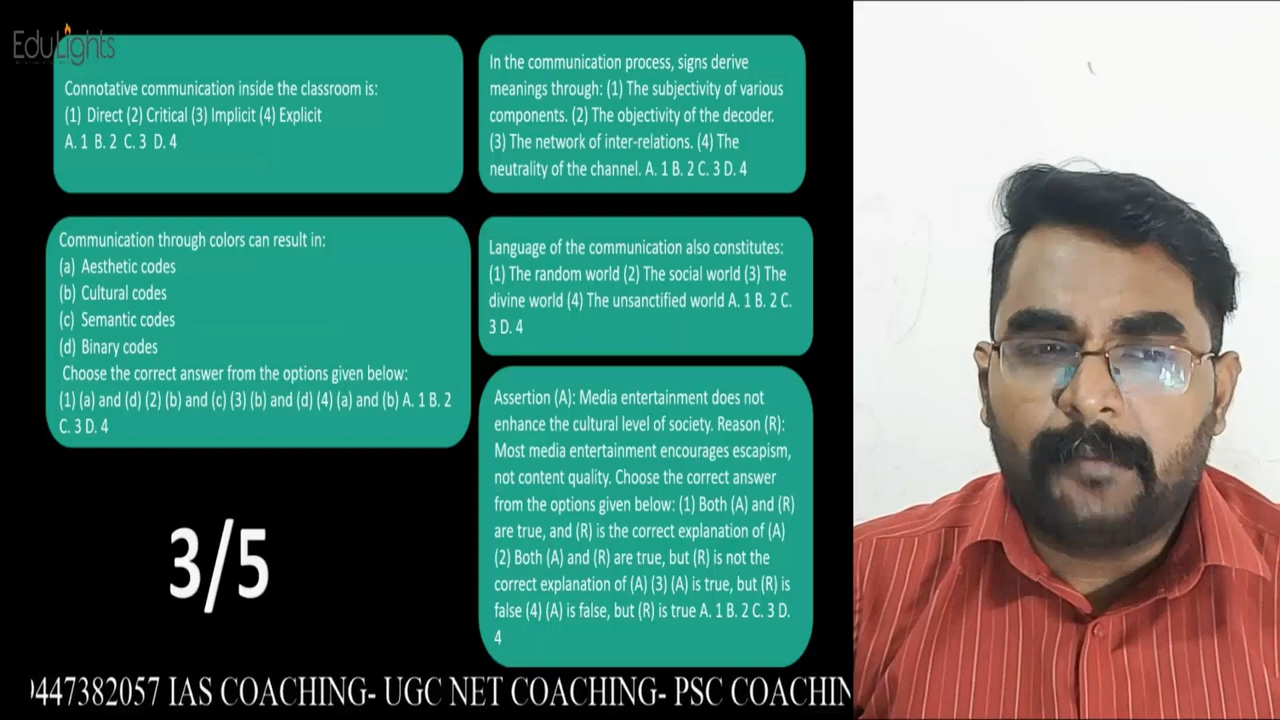 EduLights
Connotative communication inside the classroom is:
(1) Direct (2) Critical (3) Implicit (4) Explicit
A. 1 B. 2 C. 3 D. 4
In the communication process, signs derive
meanings through: (1) The subjectivity of various
components. (2) The objectivity of the decoder.
(3) The network of inter-relations. (4) The
neutrality of the channel. A. 1 B. 2 C. 3 D. 4
Communication through colors can result in:
(a) Aesthetic codes
(b) Cultural codes
(c) Semantic codes
(d) Binary codes
Choose the correct answer from the options given below:
(1) (a) and (d) (2) (b) and (c) (3) (b) and (d) (4) (a) and (b) A. 1 B. 2
C. 3 D. 4
Language of the communication also constitutes:
(1) The random world (2) The social world (3) The
divine world (4) The unsanctified world A. 1 B. 2 C.
3 D. 4
Assertion (A): Media entertainment does not
enhance the cultural level of society. Reason (R):
Most media entertainment encourages escapism,
not content quality. Choose the correct answer
from the options given below: (1) Both (A) and (R)
are true, and (R) is the correct explanation of (A)
(2) Both (A) and (R) are true, but (R) is not the
correct explanation of (A) (3) (A) is true, but (R) is
false (4) (A) is false, but (R) is true A. 1 B. 2 C. 3 D.
4
3/5
9447382057 IAS COACHING- UGC NET COACHING- PSC COACHIN